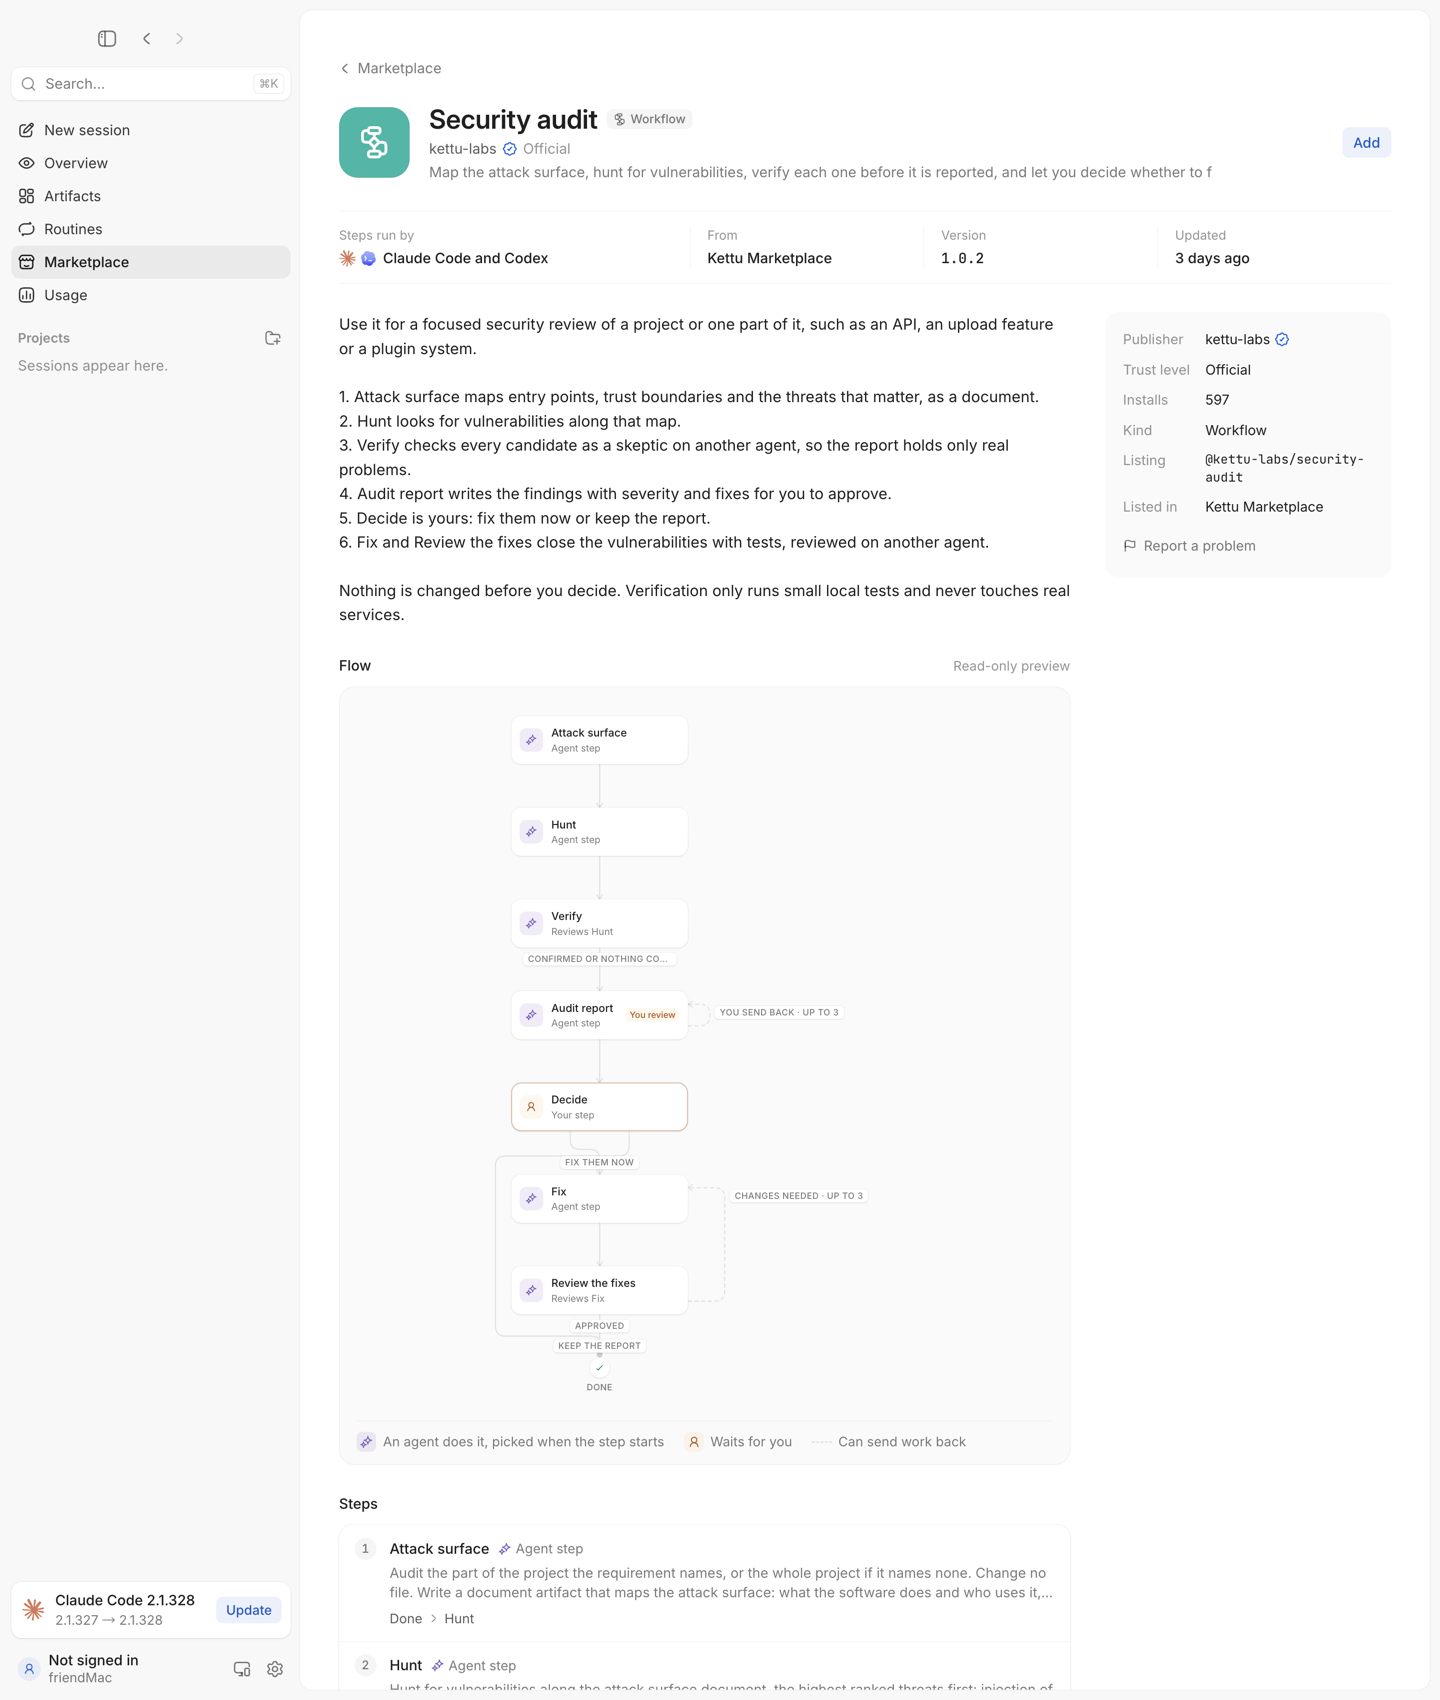 Search...
⌘K
New session
Overview
Artifacts
Routines
Marketplace
Usage
Projects
Sessions appear here.
Claude Code 2.1.328
2.1.327 → 2.1.328
Update
Not signed in
friendMac
Marketplace
Security audit
Workflow
kettu-labs
Official
Map the attack surface, hunt for vulnerabilities, verify each one before it is reported, and let you decide whether to f
Add
Steps run by
Claude Code and Codex
From
Kettu Marketplace
Version
1.0.2
Updated
3 days ago
Use it for a focused security review of a project or one part of it, such as an API, an upload feature
or a plugin system.
1. Attack surface maps entry points, trust boundaries and the threats that matter, as a document.
2. Hunt looks for vulnerabilities along that map.
3. Verify checks every candidate as a skeptic on another agent, so the report holds only real
problems.
4. Audit report writes the findings with severity and fixes for you to approve.
5. Decide is yours: fix them now or keep the report.
6. Fix and Review the fixes close the vulnerabilities with tests, reviewed on another agent.
Nothing is changed before you decide. Verification only runs small local tests and never touches real
services.
Publisher kettu-labs
Trust level Official
Installs 597
Kind Workflow
Listing @kettu-labs/security-
audit
Listed in Kettu Marketplace
Report a problem
Flow
Read-only preview
Attack surface
Agent step
Hunt
Agent step
Verify
Reviews Hunt
CONFIRMED OR NOTHING CO...
Audit report
Agent step
You review
YOU SEND BACK · UP TO 3
Decide
Your step
FIX THEM NOW
Fix
Agent step
CHANGES NEEDED · UP TO 3
Review the fixes
Reviews Fix
APPROVED
KEEP THE REPORT
DONE
An agent does it, picked when the step starts
Waits for you
Can send work back
Steps
1 Attack surface Agent step
Audit the part of the project the requirement names, or the whole project if it names none. Change no
file. Write a document artifact that maps the attack surface: what the software does and who uses it,...
Done > Hunt
2 Hunt Agent step
Hunt for vulnerabilities along the attack surface document, the highest ranked threats first: injection of